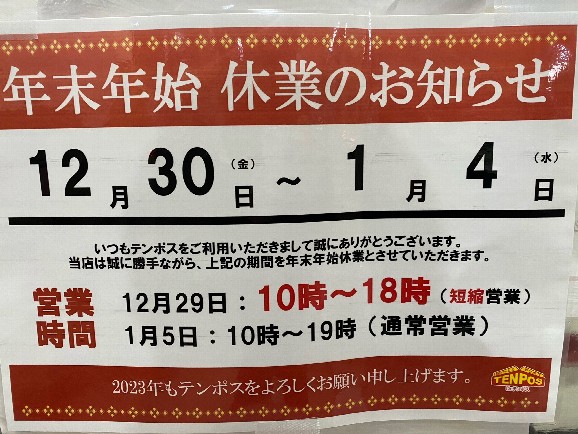 年末年始 休業のお知らせ
12月30日(金)~1月4日(水)
いつもテンポスをご利用いただきまして誠にありがとうございます。
当店は誠に勝手ながら、上記の期間を年末年始休業とさせていただきます。
営業時間
12月29日:10時~18時(短縮営業)
1月5日:10時~19時(通常営業)
2023年もテンポスをよろしくお願い申し上げます。
TENPOS